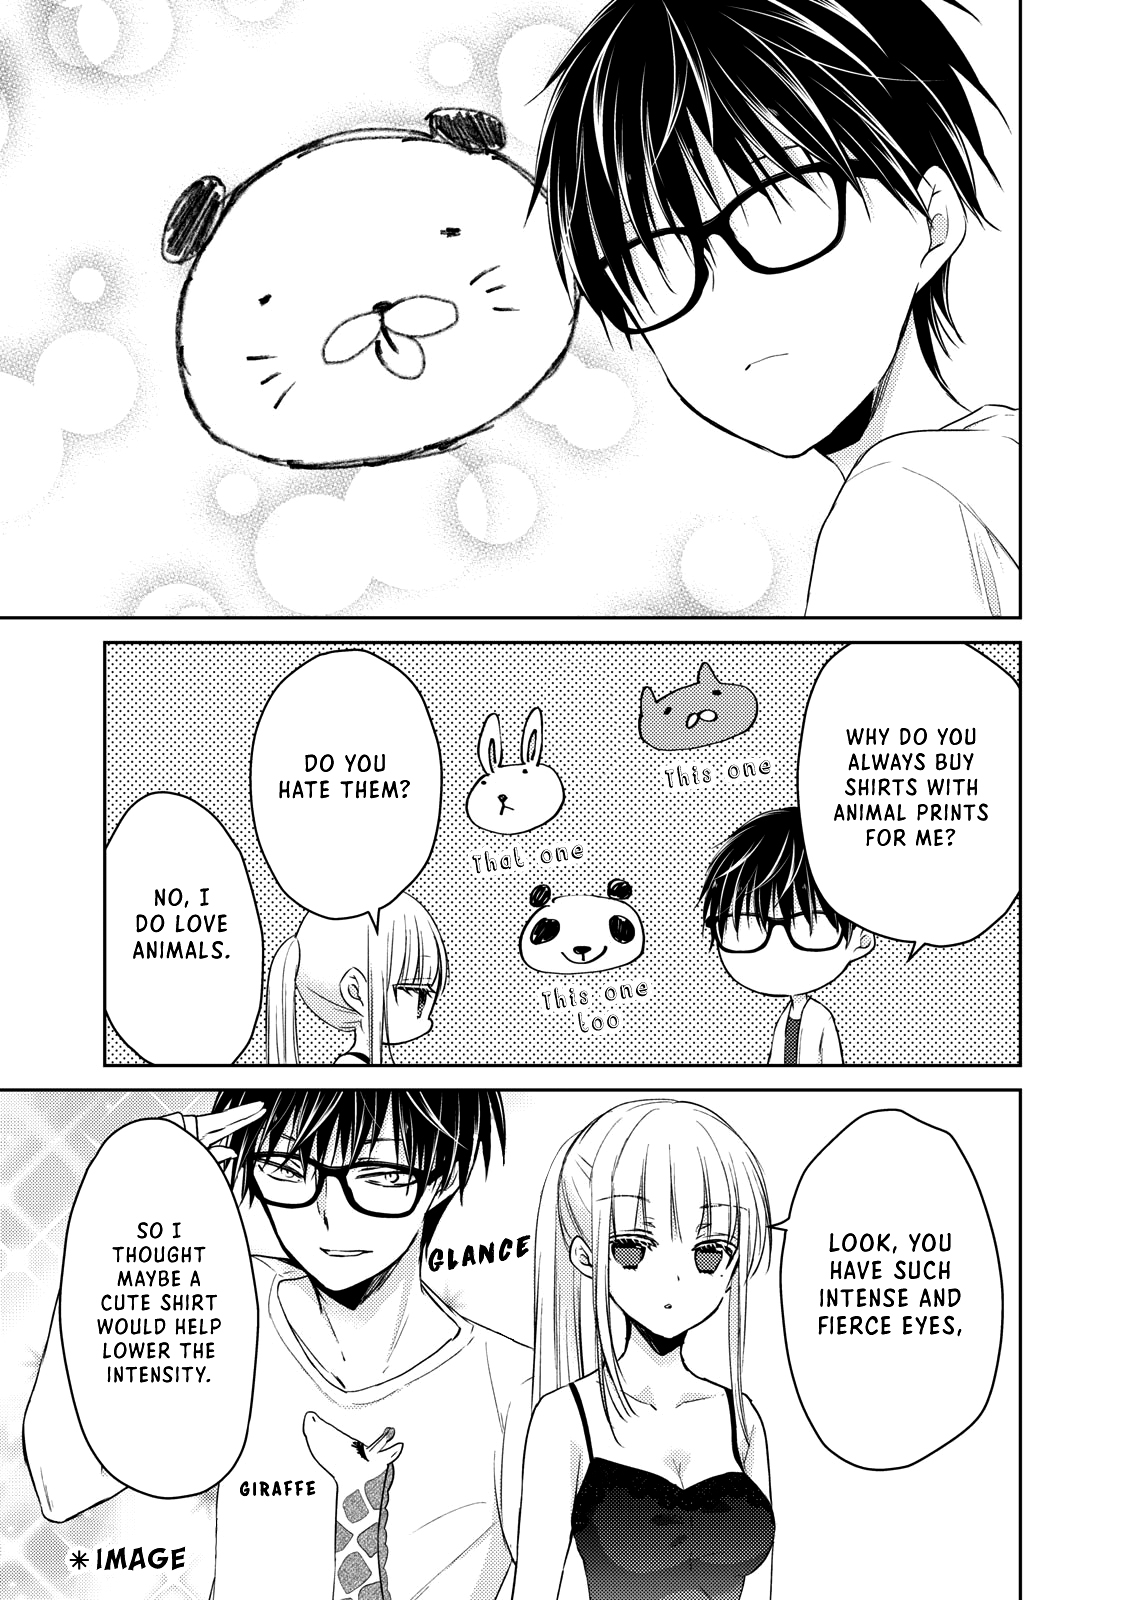 WHY DO YOU
ALWAYS BUY
SHIRTS WITH
ANIMAL PRINTS
FOR ME?
This one
That one
This one
too
DO YOU
HATE THEM?
NO, I
DO LOVE
ANIMALS.
LOOK, YOU
HAVE SUCH
INTENSE AND
FIERCE EYES,
GLANCE
SO I
THOUGHT
MAYBE A
CUTE SHIRT
WOULD HELP
LOWER THE
INTENSITY.
GIRAFFE
*IMAGE